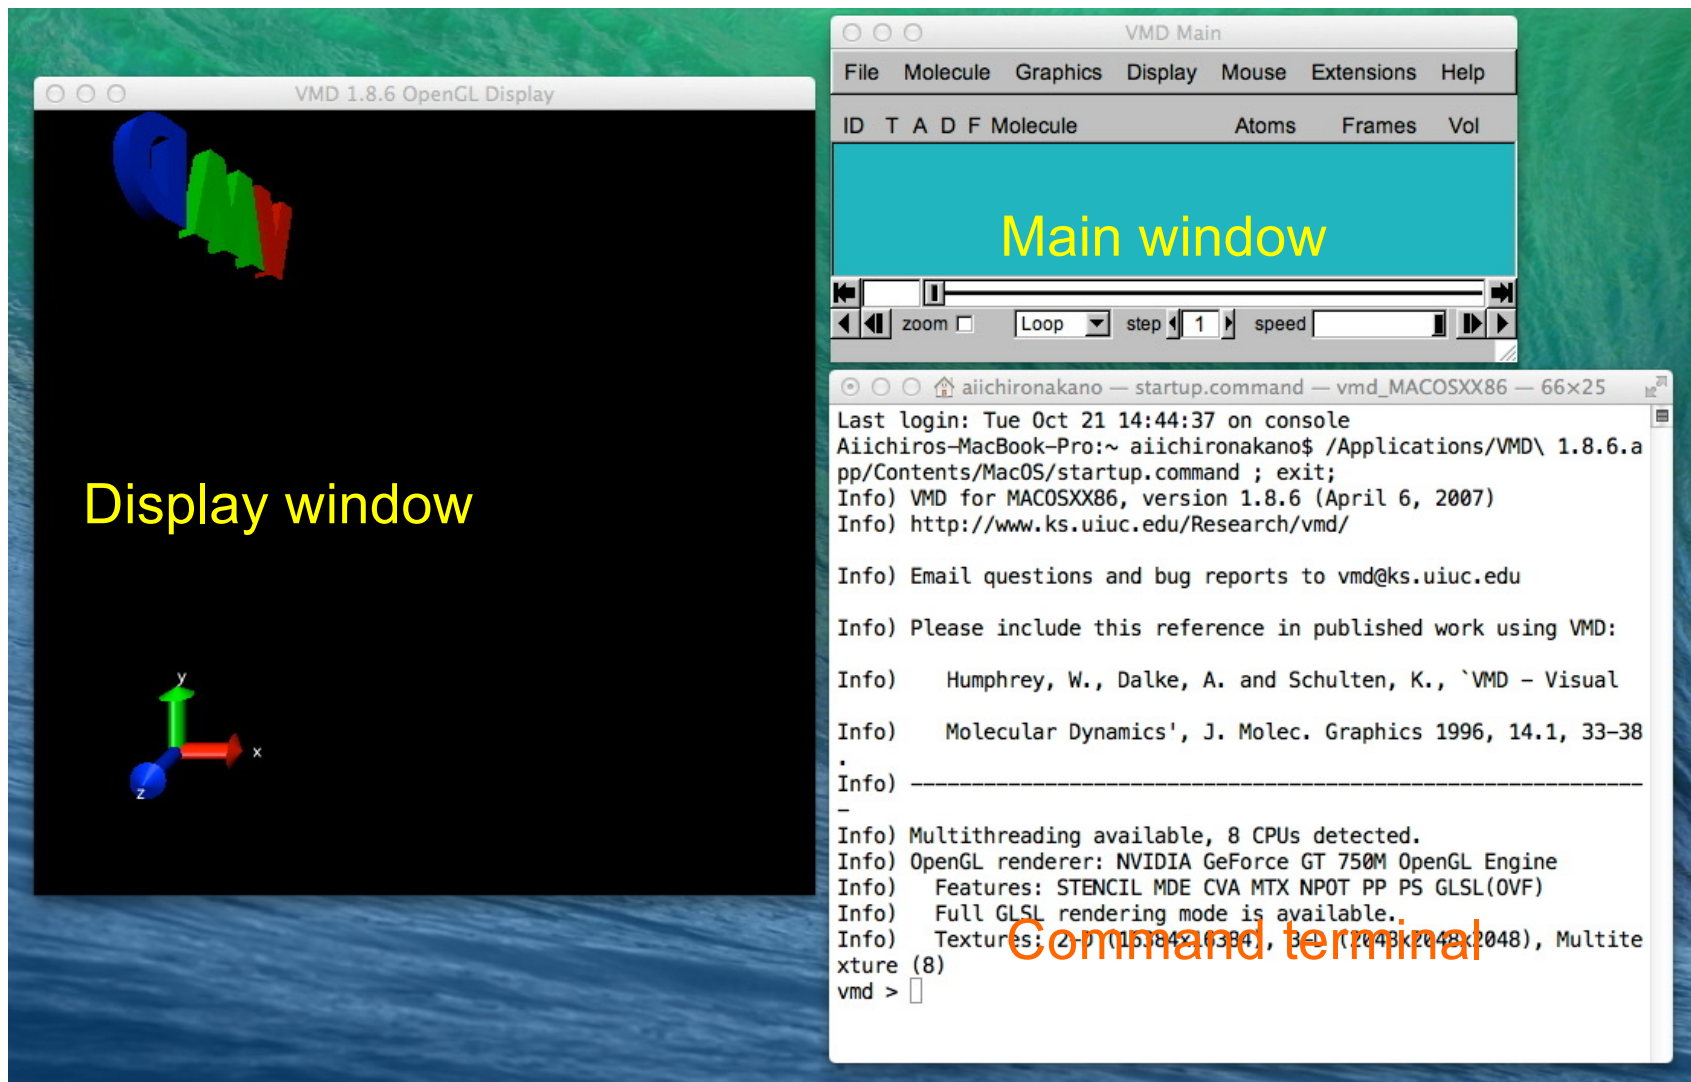 VMD 1.8.6 OpenGL Display
Display window
y
x
z
VMD Main
File Molecule Graphics Display Mouse Extensions Help
ID T A D F Molecule Atoms Frames Vol
Main window
zoom Loop step 1 speed
aiichironakano — startup.command — vmd_MACOSXX86 — 66×25
Last login: Tue Oct 21 14:44:37 on console
Aiichiros-MacBook-Pro:~ aiichironakano$ /Applications/VMD\ 1.8.6.a
pp/Contents/MacOS/startup.command ; exit;
Info) VMD for MACOSXX86, version 1.8.6 (April 6, 2007)
Info) http://www.ks.uiuc.edu/Research/vmd/
Info) Email questions and bug reports to vmd@ks.uiuc.edu
Info) Please include this reference in published work using VMD:
Info)    Humphrey, W., Dalke, A. and Schulten, K., `VMD - Visual
Info)    Molecular Dynamics', J. Molec. Graphics 1996, 14.1, 33-38
.
Info) -------------------------------------------------------------
-
Info) Multithreading available, 8 CPUs detected.
Info) OpenGL renderer: NVIDIA GeForce GT 750M OpenGL Engine
Info)   Features: STENCIL MDE CVA MTX NPOT PP PS GLSL(OVF)
Info)   Full GLSL rendering mode is available.
Info)   Textures: 2-D (16384x16384), 3-D (2048x2048x2048), Multite
xture (8)
Command terminal
vmd >